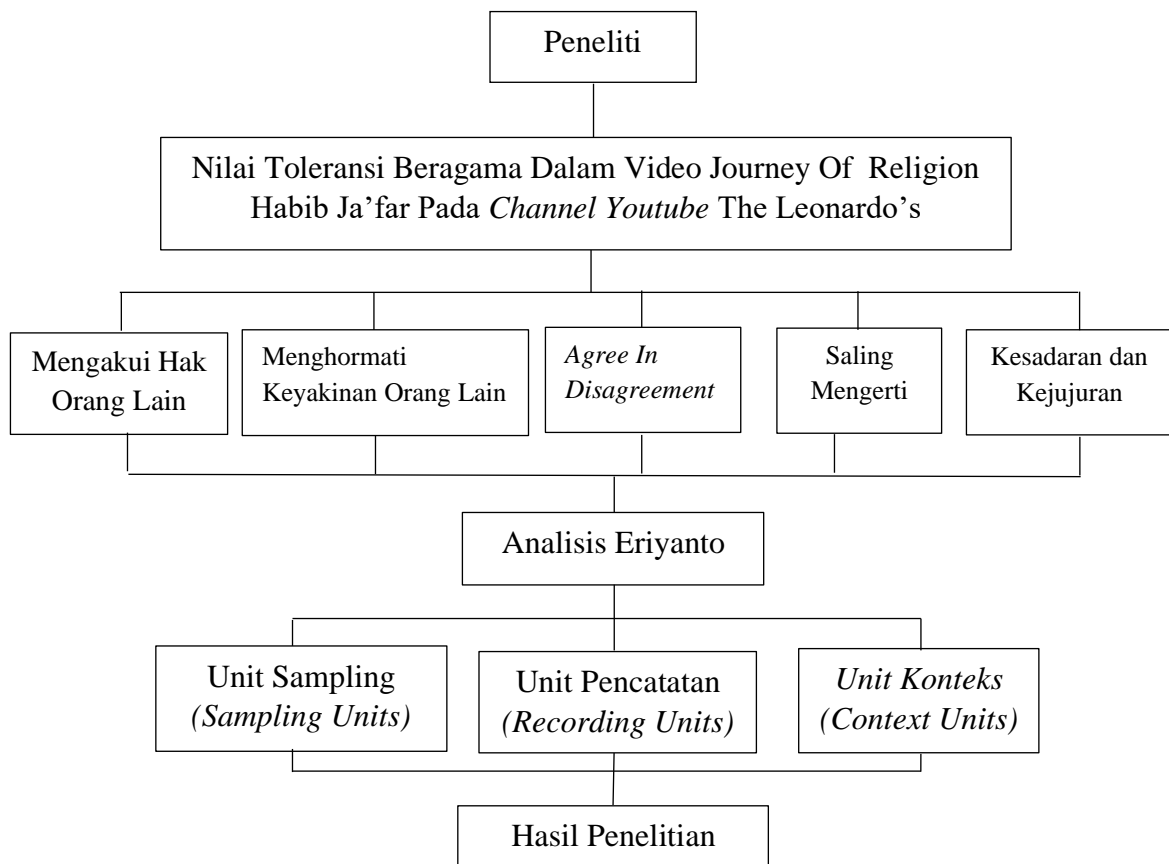 Peneliti
Nilai Toleransi Beragama Dalam Video Journey Of Religion
Habib Ja’far Pada Channel Youtube The Leonardo’s
Mengakui Hak
Orang Lain
Menghormati
Keyakinan Orang Lain
Agree In
Disagreement
Saling
Mengerti
Kesadaran dan
Kejujuran
Analisis Eriyanto
Unit Sampling
(Sampling Units)
Unit Pencatatan
(Recording Units)
Unit Konteks
(Context Units)
Hasil Penelitian